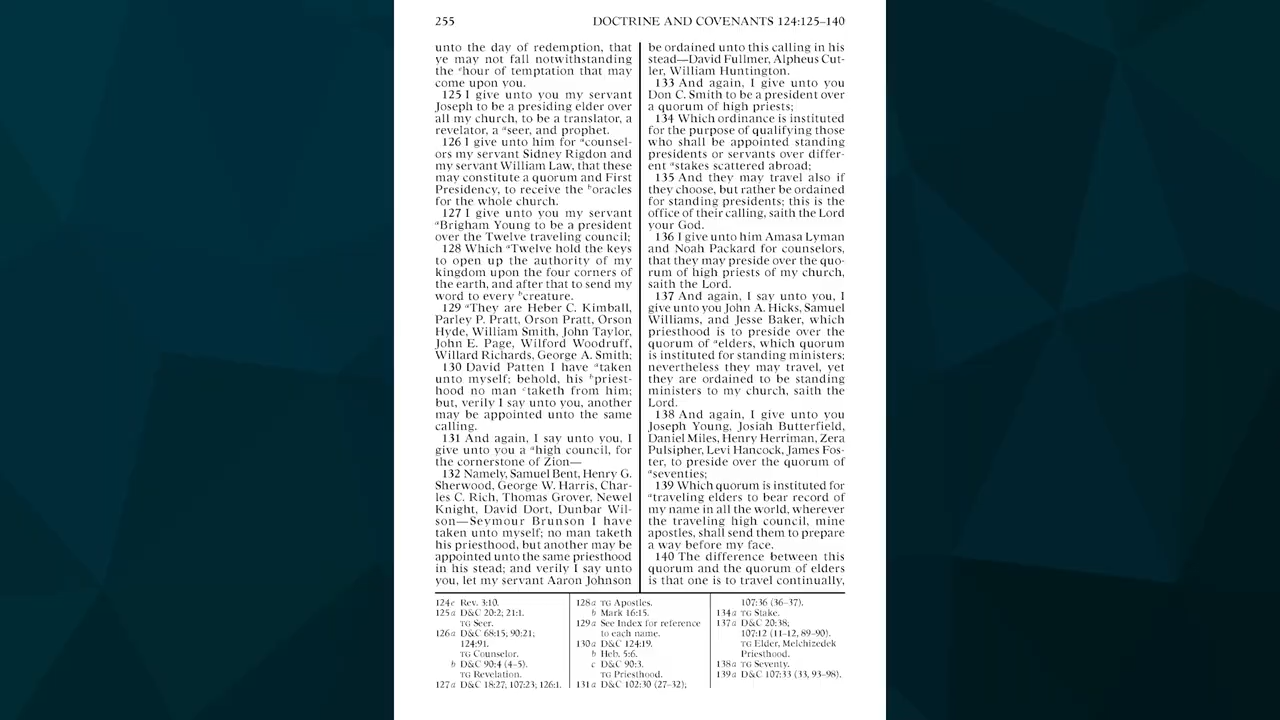 255
DOCTRINE AND COVENANTS 124:125–140
unto the day of redemption, that
ye may not fall notwithstanding
the ᶜhour of temptation that may
come upon you.
125 I give unto you my servant
Joseph to be a presiding elder over
all my church, to be a translator, a
revelator, a ᵃseer, and prophet.
126 I give unto him for ᵃcounsel-
ors my servant Sidney Rigdon and
my servant William Law, that these
may constitute a quorum and First
Presidency, to receive the ᵇoracles
for the whole church.
127 I give unto you my servant
ᵃBrigham Young to be a president
over the Twelve traveling council;
128 Which ᵃTwelve hold the keys
to open up the authority of my
kingdom upon the four corners of
the earth, and after that to send my
word to every ᵇcreature.
129 ᵃThey are Heber C. Kimball,
Parley P. Pratt, Orson Pratt, Orson
Hyde, William Smith, John Taylor,
John E. Page, Wilford Woodruff,
Willard Richards, George A. Smith;
130 David Patten I have ᵃtaken
unto myself; behold, his ᵇpriest-
hood no man ᶜtaketh from him;
but, verily I say unto you, another
may be appointed unto the same
calling.
131 And again, I say unto you, I
give unto you a ᵃhigh council, for
the cornerstone of Zion—
132 Namely, Samuel Bent, Henry G.
Sherwood, George W. Harris, Char-
les C. Rich, Thomas Grover, Newel
Knight, David Dort, Dunbar Wil-
son—Seymour Brunson I have
taken unto myself; no man taketh
his priesthood, but another may be
appointed unto the same priesthood
in his stead; and verily I say unto
you, let my servant Aaron Johnson
be ordained unto this calling in his
stead—David Fullmer, Alpheus Cut-
ler, William Huntington.
133 And again, I give unto you
Don C. Smith to be a president over
a quorum of high priests;
134 Which ordinance is instituted
for the purpose of qualifying those
who shall be appointed standing
presidents or servants over differ-
ent ᵃstakes scattered abroad;
135 And they may travel also if
they choose, but rather be ordained
for standing presidents; this is the
office of their calling, saith the Lord
your God.
136 I give unto him Amasa Lyman
and Noah Packard for counselors,
that they may preside over the quo-
rum of high priests of my church,
saith the Lord.
137 And again, I say unto you, I
give unto you John A. Hicks, Samuel
Williams, and Jesse Baker, which
priesthood is to preside over the
quorum of ᵃelders, which quorum
is instituted for standing ministers;
nevertheless they may travel, yet
they are ordained to be standing
ministers to my church, saith the
Lord.
138 And again, I give unto you
Joseph Young, Josiah Butterfield,
Daniel Miles, Henry Herriman, Zera
Pulsipher, Levi Hancock, James Fos-
ter, to preside over the quorum of
ᵃseventies;
139 Which quorum is instituted for
ᵃtraveling elders to bear record of
my name in all the world, wherever
the traveling high council, mine
apostles, shall send them to prepare
a way before my face.
140 The difference between this
quorum and the quorum of elders
is that one is to travel continually,
124c Rev. 3:10.
125a D&C 20:2; 21:1.
TG Seer.
126a D&C 68:15; 90:21;
124:91.
TG Counselor.
b D&C 90:4 (4–5).
TG Revelation.
127a D&C 18:27; 107:23; 126:1.
128a TG Apostles.
b Mark 16:15.
129a See Index for reference
to each name.
130a D&C 124:19.
b Heb. 5:6.
c D&C 90:3.
TG Priesthood.
131a D&C 102:30 (27–32);
107:36 (36–37).
134a TG Stake.
137a D&C 20:38;
107:12 (11–12, 89–90).
TG Elder, Melchizedek
Priesthood.
138a TG Seventy.
139a D&C 107:33 (33, 93–98).